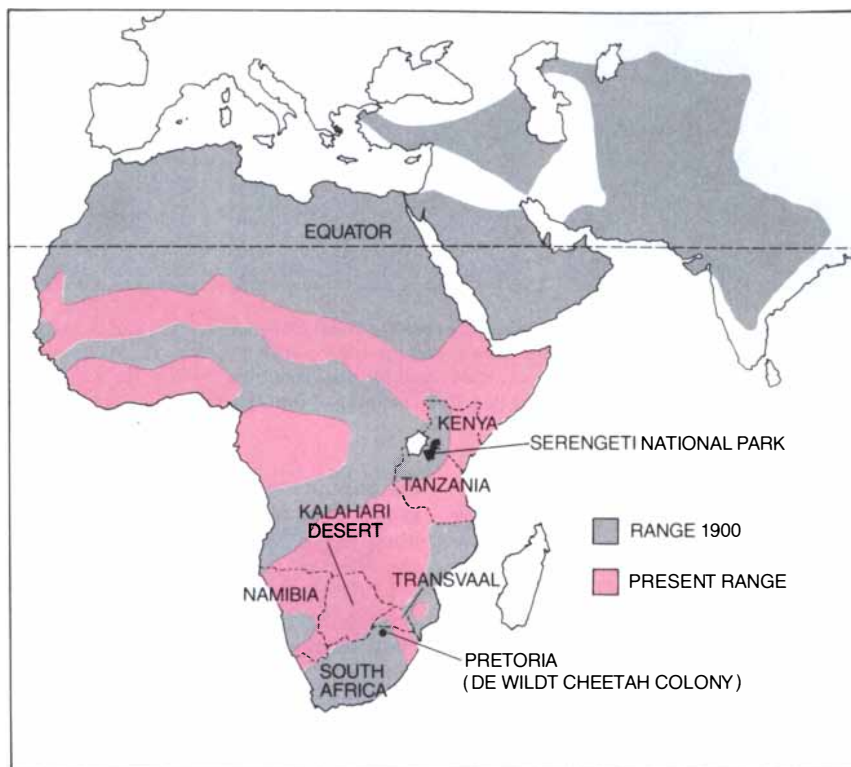 EQUATOR
KENYA
SERENGETI NATIONAL PARK
TANZANIA
KALAHARI
DESERT
RANGE 1900
TRANSVAAL
PRESENT RANGE
NAMIBIA
PRETORIA
(DE WILDT CHEETAH COLONY)
SOUTH
AFRICA